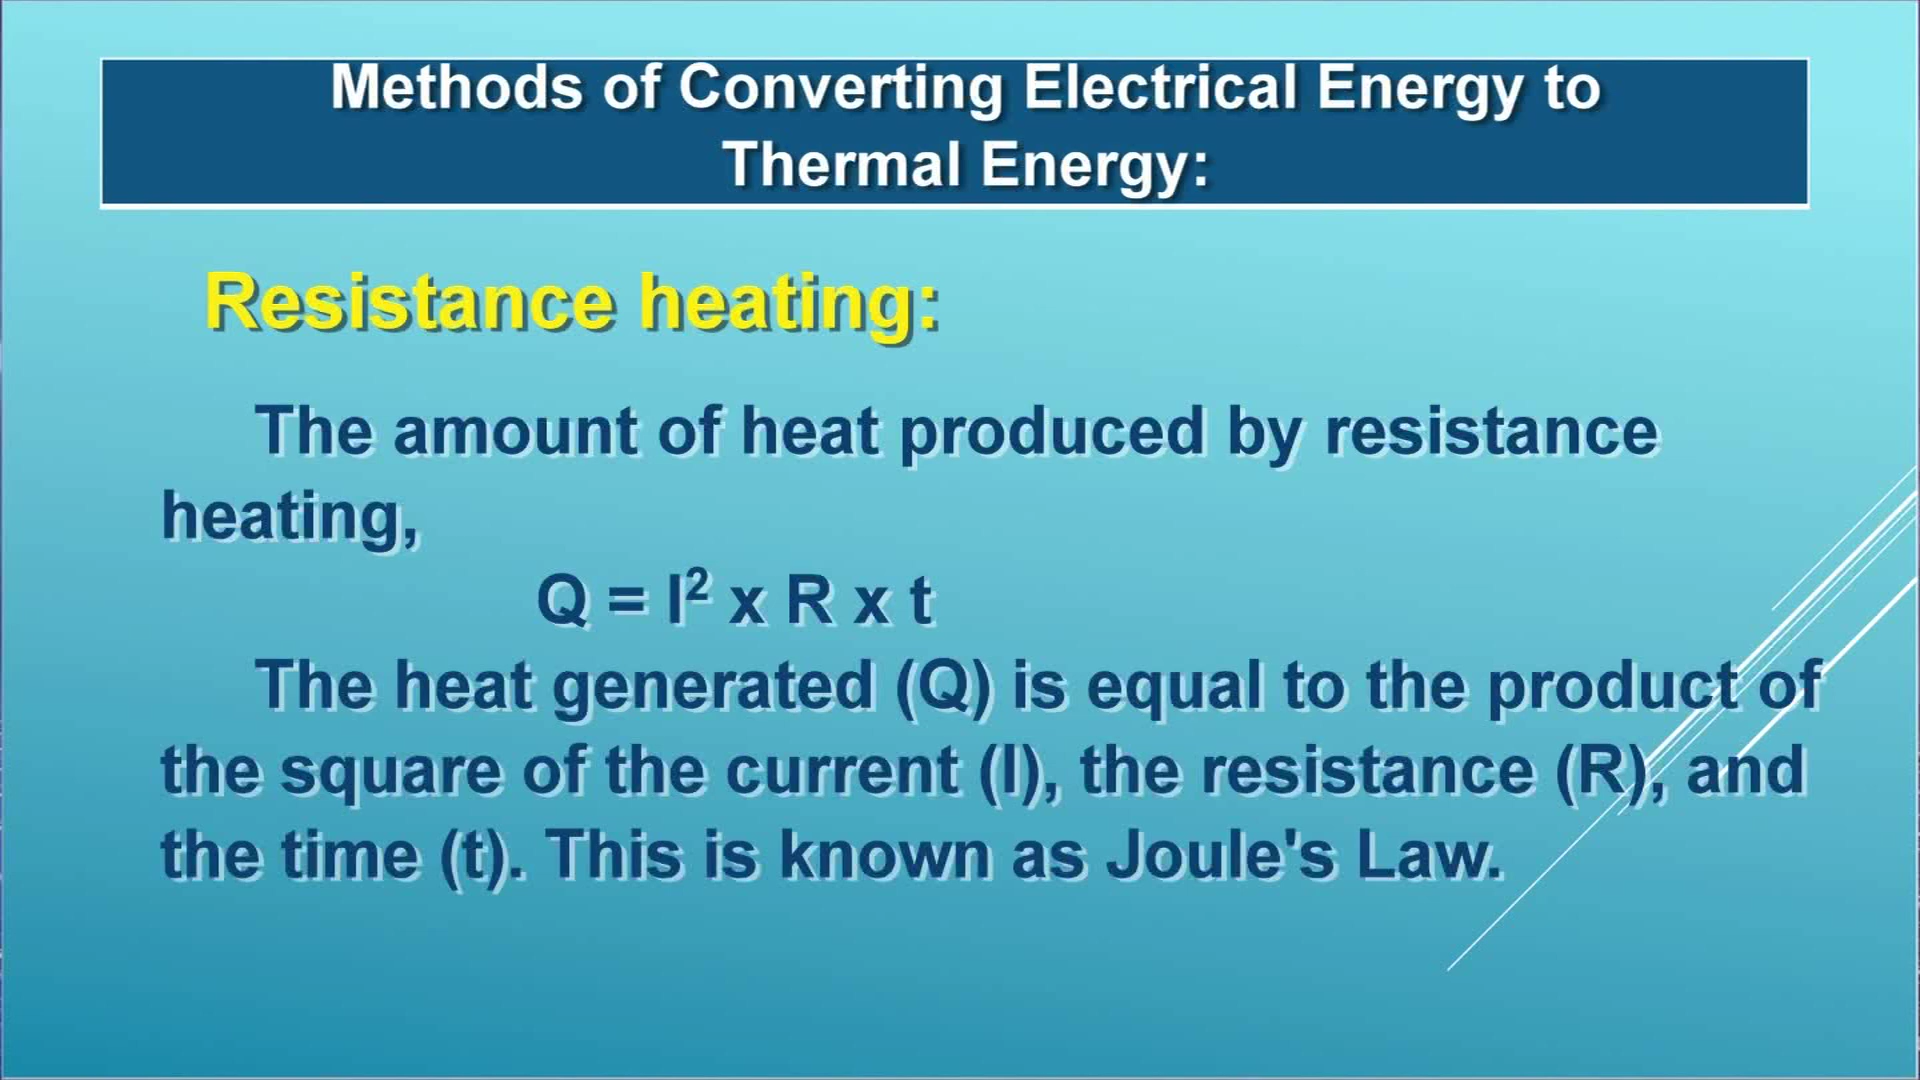 Methods of Converting Electrical Energy to
Thermal Energy:
Resistance heating:
The amount of heat produced by resistance
heating,
Q = I² x R x t
The heat generated (Q) is equal to the product of
the square of the current (I), the resistance (R), and
the time (t). This is known as Joule's Law.